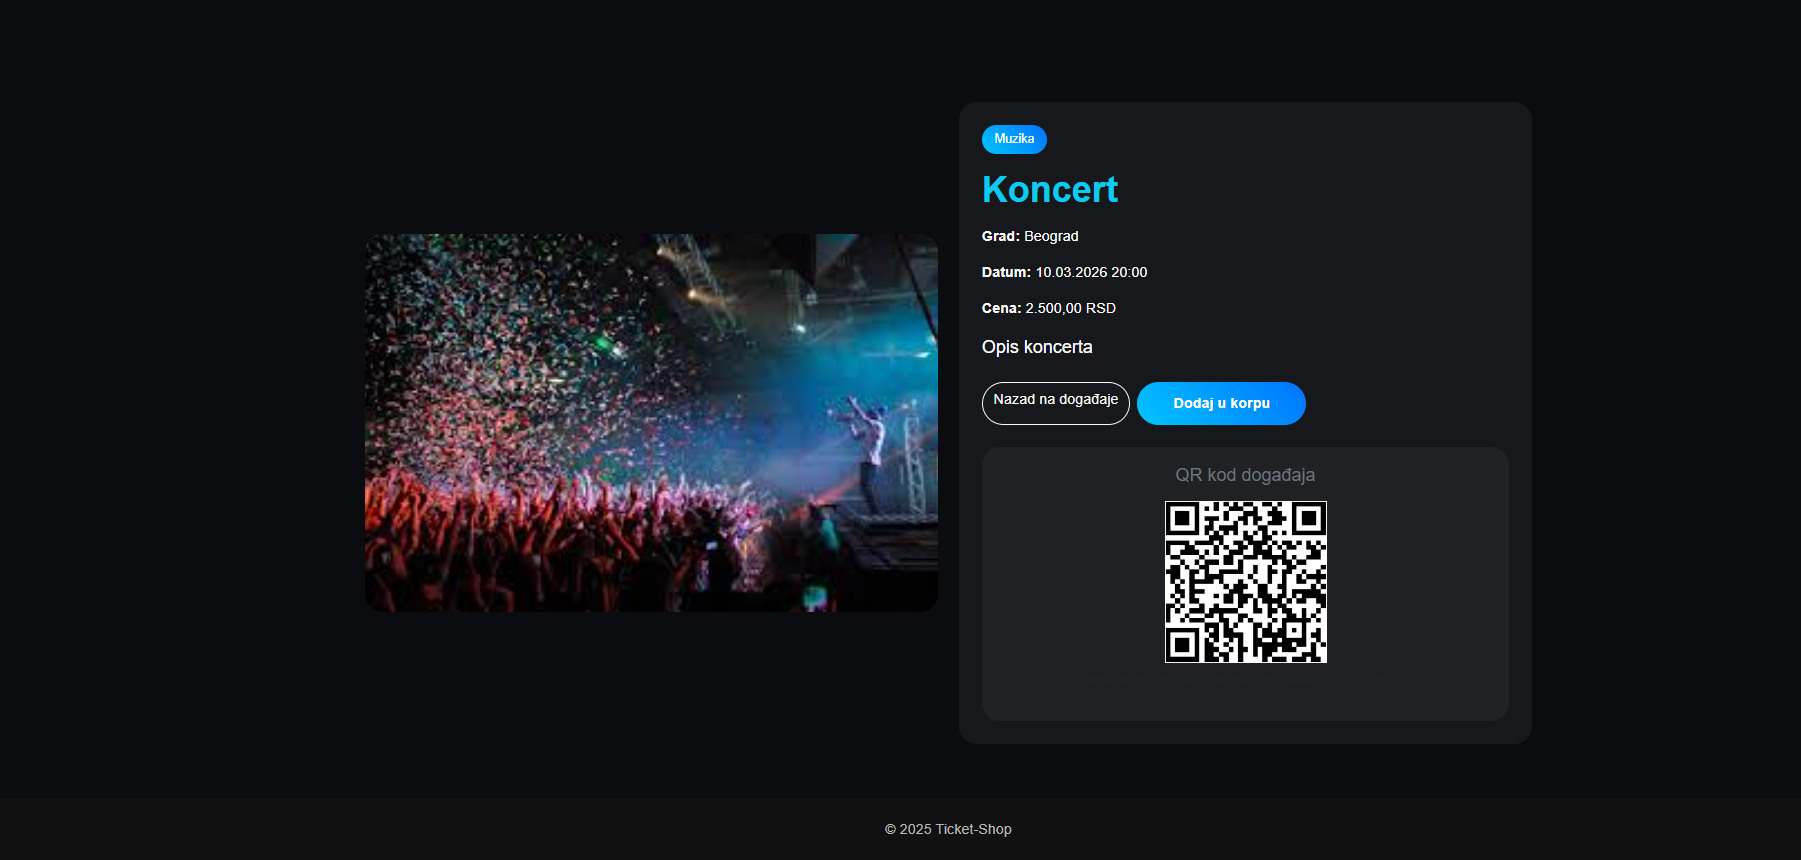 Muzika
Koncert
Grad: Beograd
Datum: 10.03.2026 20:00
Cena: 2.500,00 RSD
Opis koncerta
Nazad na događaje
Dodaj u korpu
QR kod događaja
© 2025 Ticket-Shop